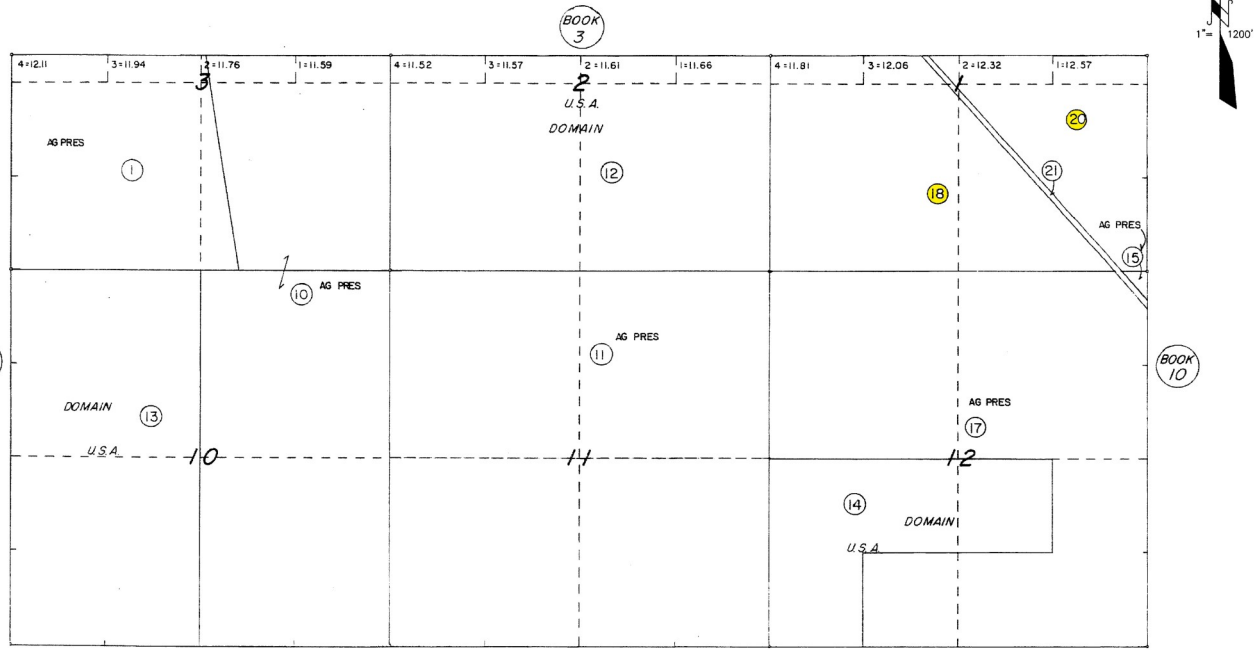 BOOK
3
N
1"= 1200'
4=12.11 3=11.94 2=11.76 1=11.59 4=11.52 3=11.57 2=11.61 1=11.66 4=11.81 3=12.06 2=12.32 1=12.57
3 2 1
U.S.A.
DOMAIN
20
AG PRES
1
12
21
18
AG PRES
15
10 AG PRES
AG PRES
11
BOOK
10
DOMAIN
13
AG PRES
17
U.S.A.
10 11 12
14
DOMAIN
U.S.A.